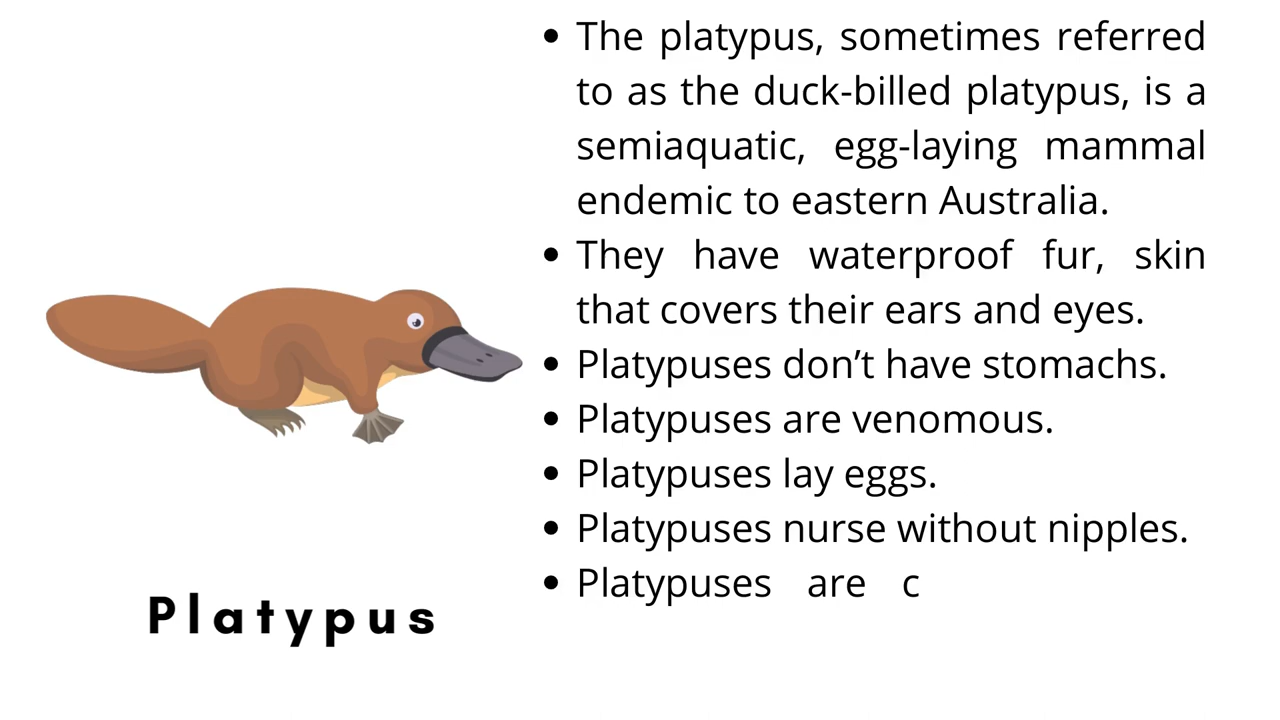 • The platypus, sometimes referred
to as the duck-billed platypus, is a
semiaquatic, egg-laying mammal
endemic to eastern Australia.
• They have waterproof fur, skin
that covers their ears and eyes.
• Platypuses don’t have stomachs.
• Platypuses are venomous.
• Platypuses lay eggs.
• Platypuses nurse without nipples.
• Platypuses are c
Platypus